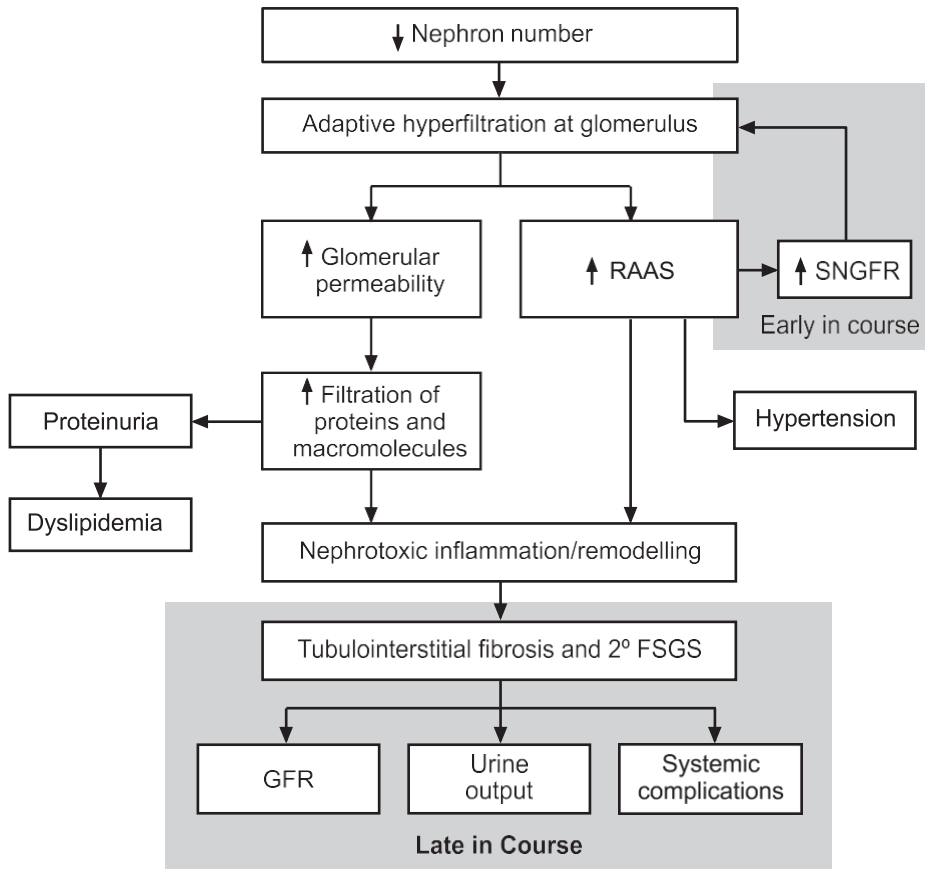 ↓ Nephron number
Adaptive hyperfiltration at glomerulus
↑ Glomerular
permeability
↑ RAAS
↑ SNGFR
Early in course
↑ Filtration of
proteins and
macromolecules
Proteinuria
Hypertension
Dyslipidemia
Nephrotoxic inflammation/remodelling
Tubulointerstitial fibrosis and 2º FSGS
GFR
Urine
output
Systemic
complications
Late in Course